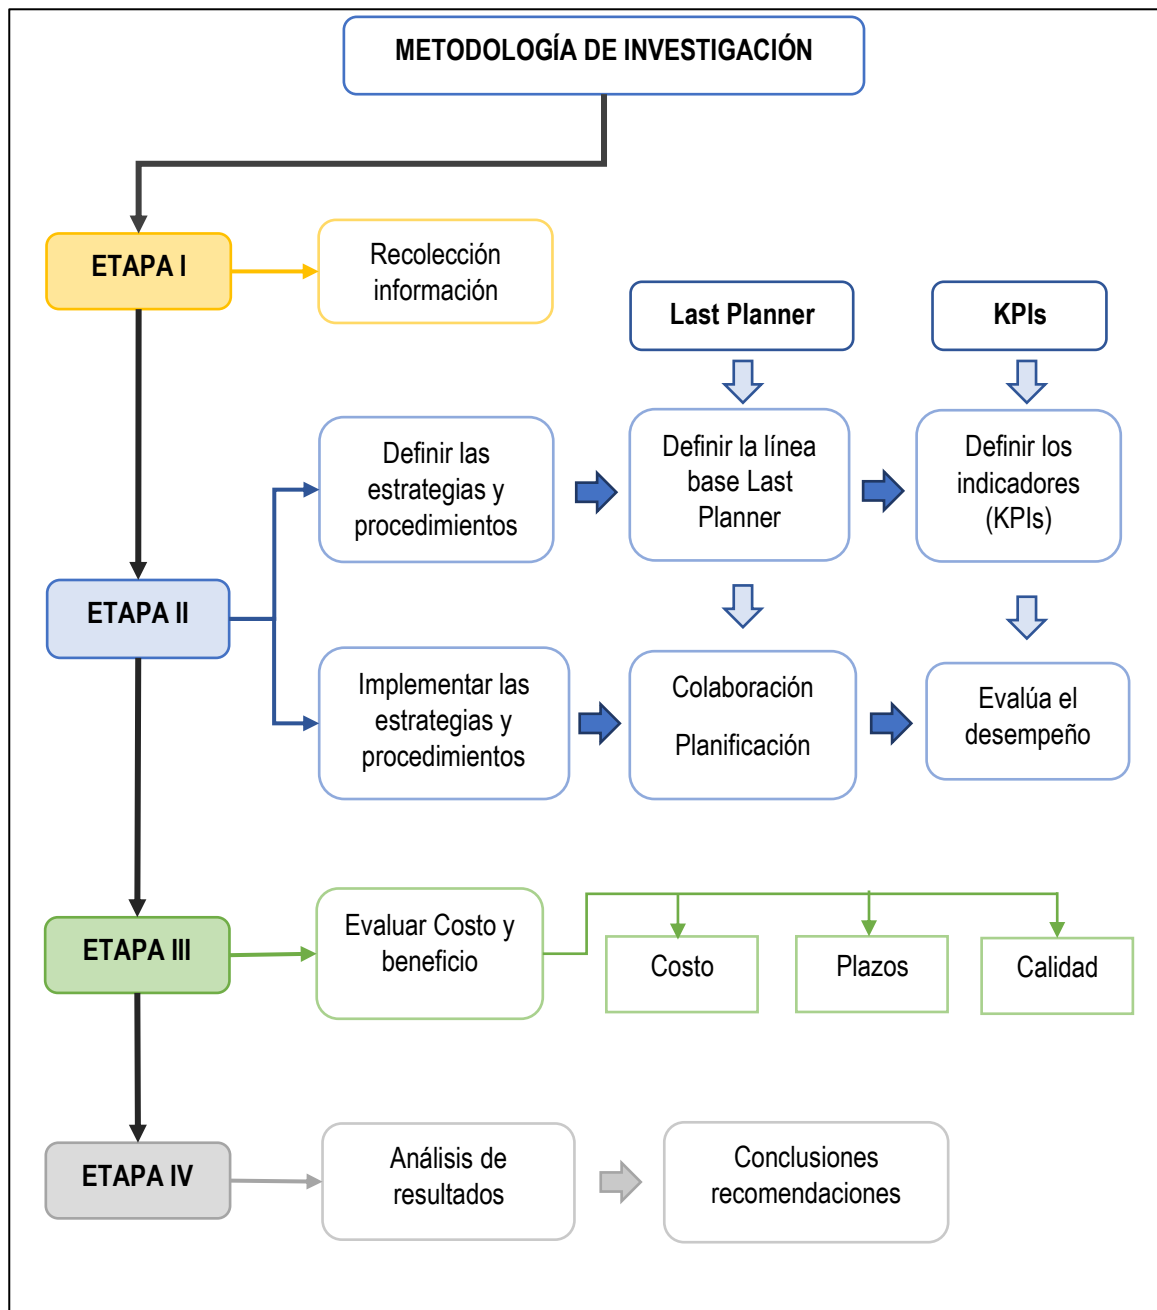 METODOLOGÍA DE INVESTIGACIÓN
ETAPA I
Recolección
información
Last Planner
KPIs
Definir las
estrategias y
procedimientos
Definir la línea
base Last
Planner
Definir los
indicadores
(KPIs)
ETAPA II
Implementar las
estrategias y
procedimientos
Colaboración
Planificación
Evalúa el
desempeño
ETAPA III
Evaluar Costo y
beneficio
Costo
Plazos
Calidad
ETAPA IV
Análisis de
resultados
Conclusiones
recomendaciones